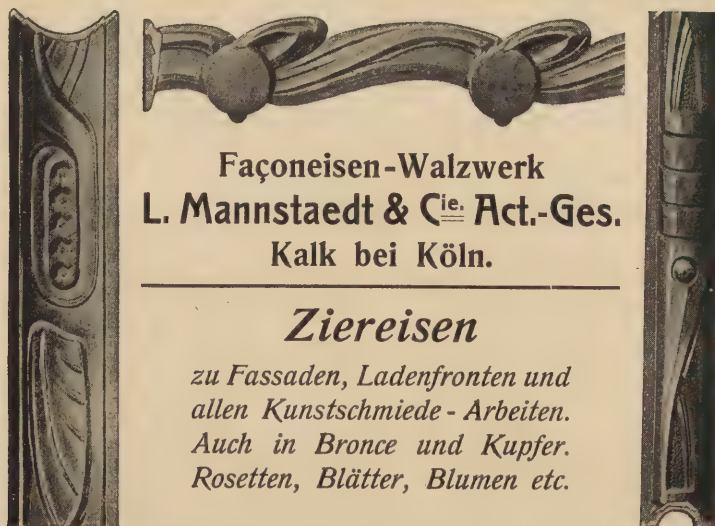 Façoneisen-Walzwerk
L. Mannstaedt & Cie. Act.-Ges.
Kalk bei Köln.
Ziereisen
zu Fassaden, Ladenfronten und
allen Kunstschmiede - Arbeiten.
Auch in Bronce und Kupfer.
Rosetten, Blätter, Blumen etc.